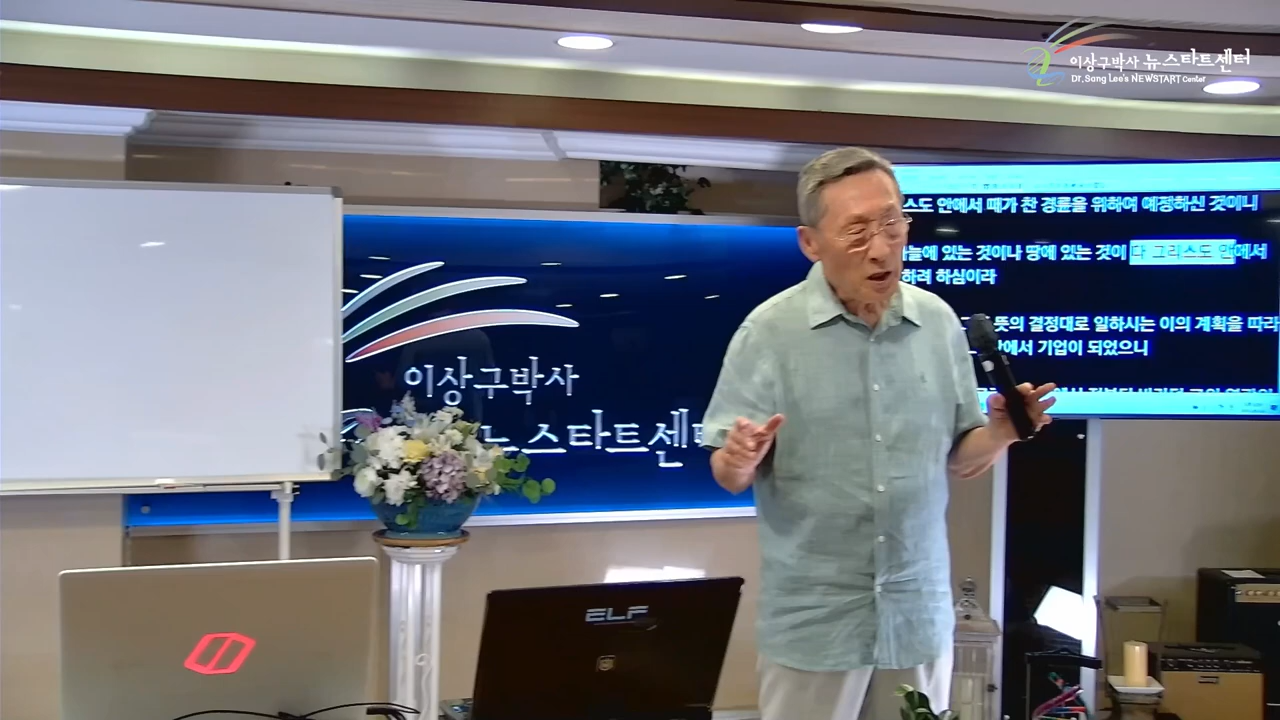 이상구박사 뉴스타트센터
Dr. Sang Lee's NEWSTART Center
스도 안에서 때가 찬 경륜을 위하여 예정하신 것이니
늘에 있는 것이나 땅에 있는 것이 다 그리스도 안에서
하려 하심이라
뜻의 결정대로 일하시는 이의 계획을 따라
안에서 기업이 되었으니
이상구박사
뉴스타트센
ELF